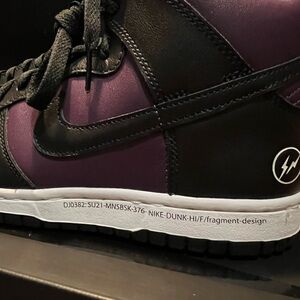 DJ0382: SU21-MNSBSK-376- NIKE-DUNK-HI/F/fragment-design